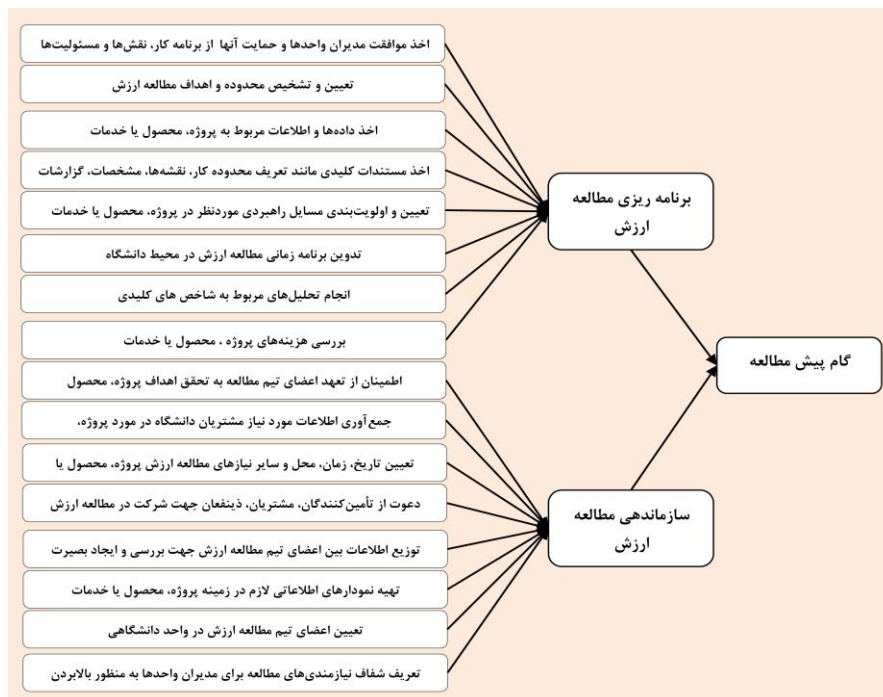 اخذ موافقت مدیران واحدها و حمایت آنها از برنامه کار، نقش‌ها و مسئولیت‌ها
تعیین و تشخیص محدوده و اهداف مطالعه ارزش
اخذ داده‌ها و اطلاعات مربوط به پروژه، محصول یا خدمات
اخذ مستندات کلیدی مانند تعریف محدوده کار، نقشه‌ها، مشخصات، گزارشات
تعیین و اولویت‌بندی مسایل راهبردی موردنظر در پروژه، محصول یا خدمات
تدوین برنامه زمانی مطالعه ارزش در محیط دانشگاه
انجام تحلیل‌های مربوط به شاخص های کلیدی
بررسی هزینه‌های پروژه ، محصول یا خدمات
اطمینان از تعهد اعضای تیم مطالعه به تحقق اهداف پروژه، محصول
جمع‌آوری اطلاعات مورد نیاز مشتریان دانشگاه در مورد پروژه،
تعیین تاریخ، زمان، محل و سایر نیازهای مطالعه ارزش پروژه، محصول یا
دعوت از تأمین‌کنندگان، مشتریان، ذینفعان جهت شرکت در مطالعه ارزش
توزیع اطلاعات بین اعضای تیم مطالعه ارزش جهت بررسی و ایجاد بصیرت
تهیه نمودارهای اطلاعاتی لازم در زمینه پروژه، محصول یا خدمات
تعیین اعضای تیم مطالعه ارزش در واحد دانشگاهی
تعریف شفاف نیازمندی‌های مطالعه برای مدیران واحدها به منظور بالابردن
برنامه ریزی مطالعه
ارزش
سازماندهی مطالعه
ارزش
گام پیش مطالعه